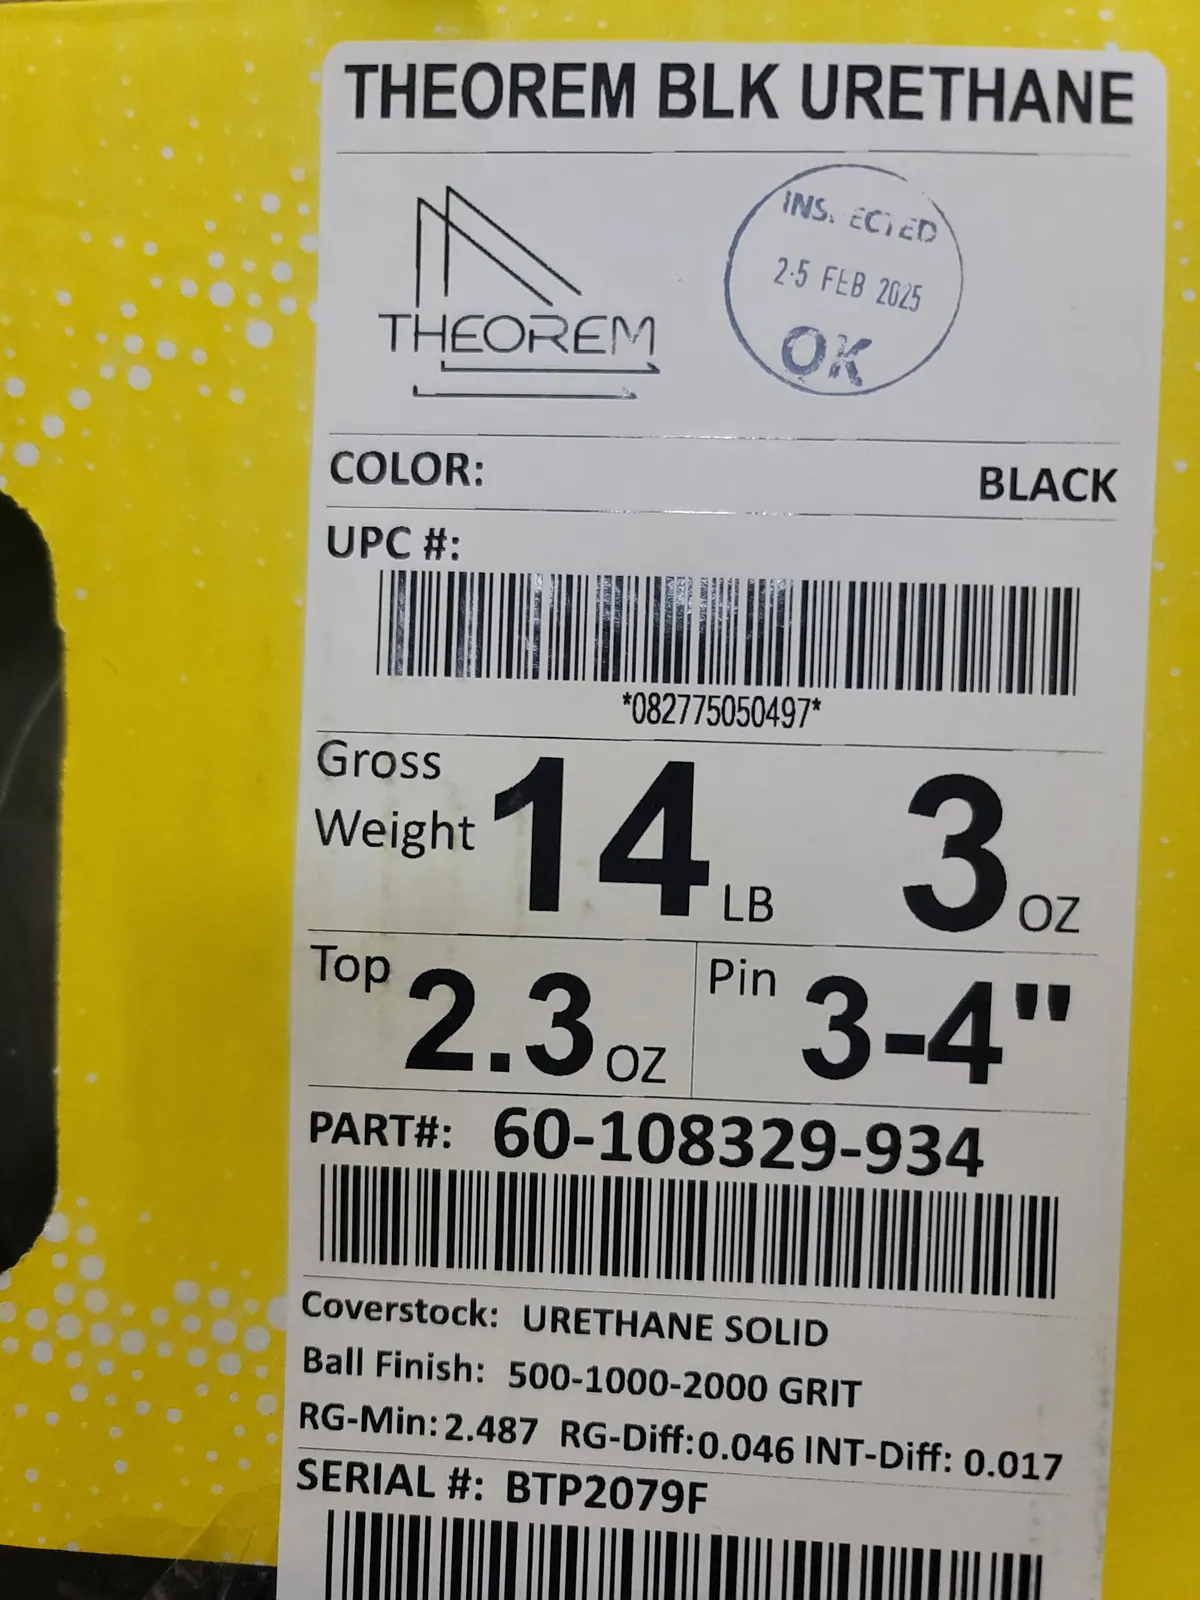 THEOREM BLK URETHANE
THEOREM
INS. ECTED
25 FEB 2025
OK
COLOR: BLACK
UPC #:
*082775050497*
Gross Weight 14 LB 3 OZ
Top 2.3 OZ Pin 3-4"
PART#: 60-108329-934
Coverstock: URETHANE SOLID
Ball Finish: 500-1000-2000 GRIT
RG-Min: 2.487 RG-Diff: 0.046 INT-Diff: 0.017
SERIAL #: BTP2079F